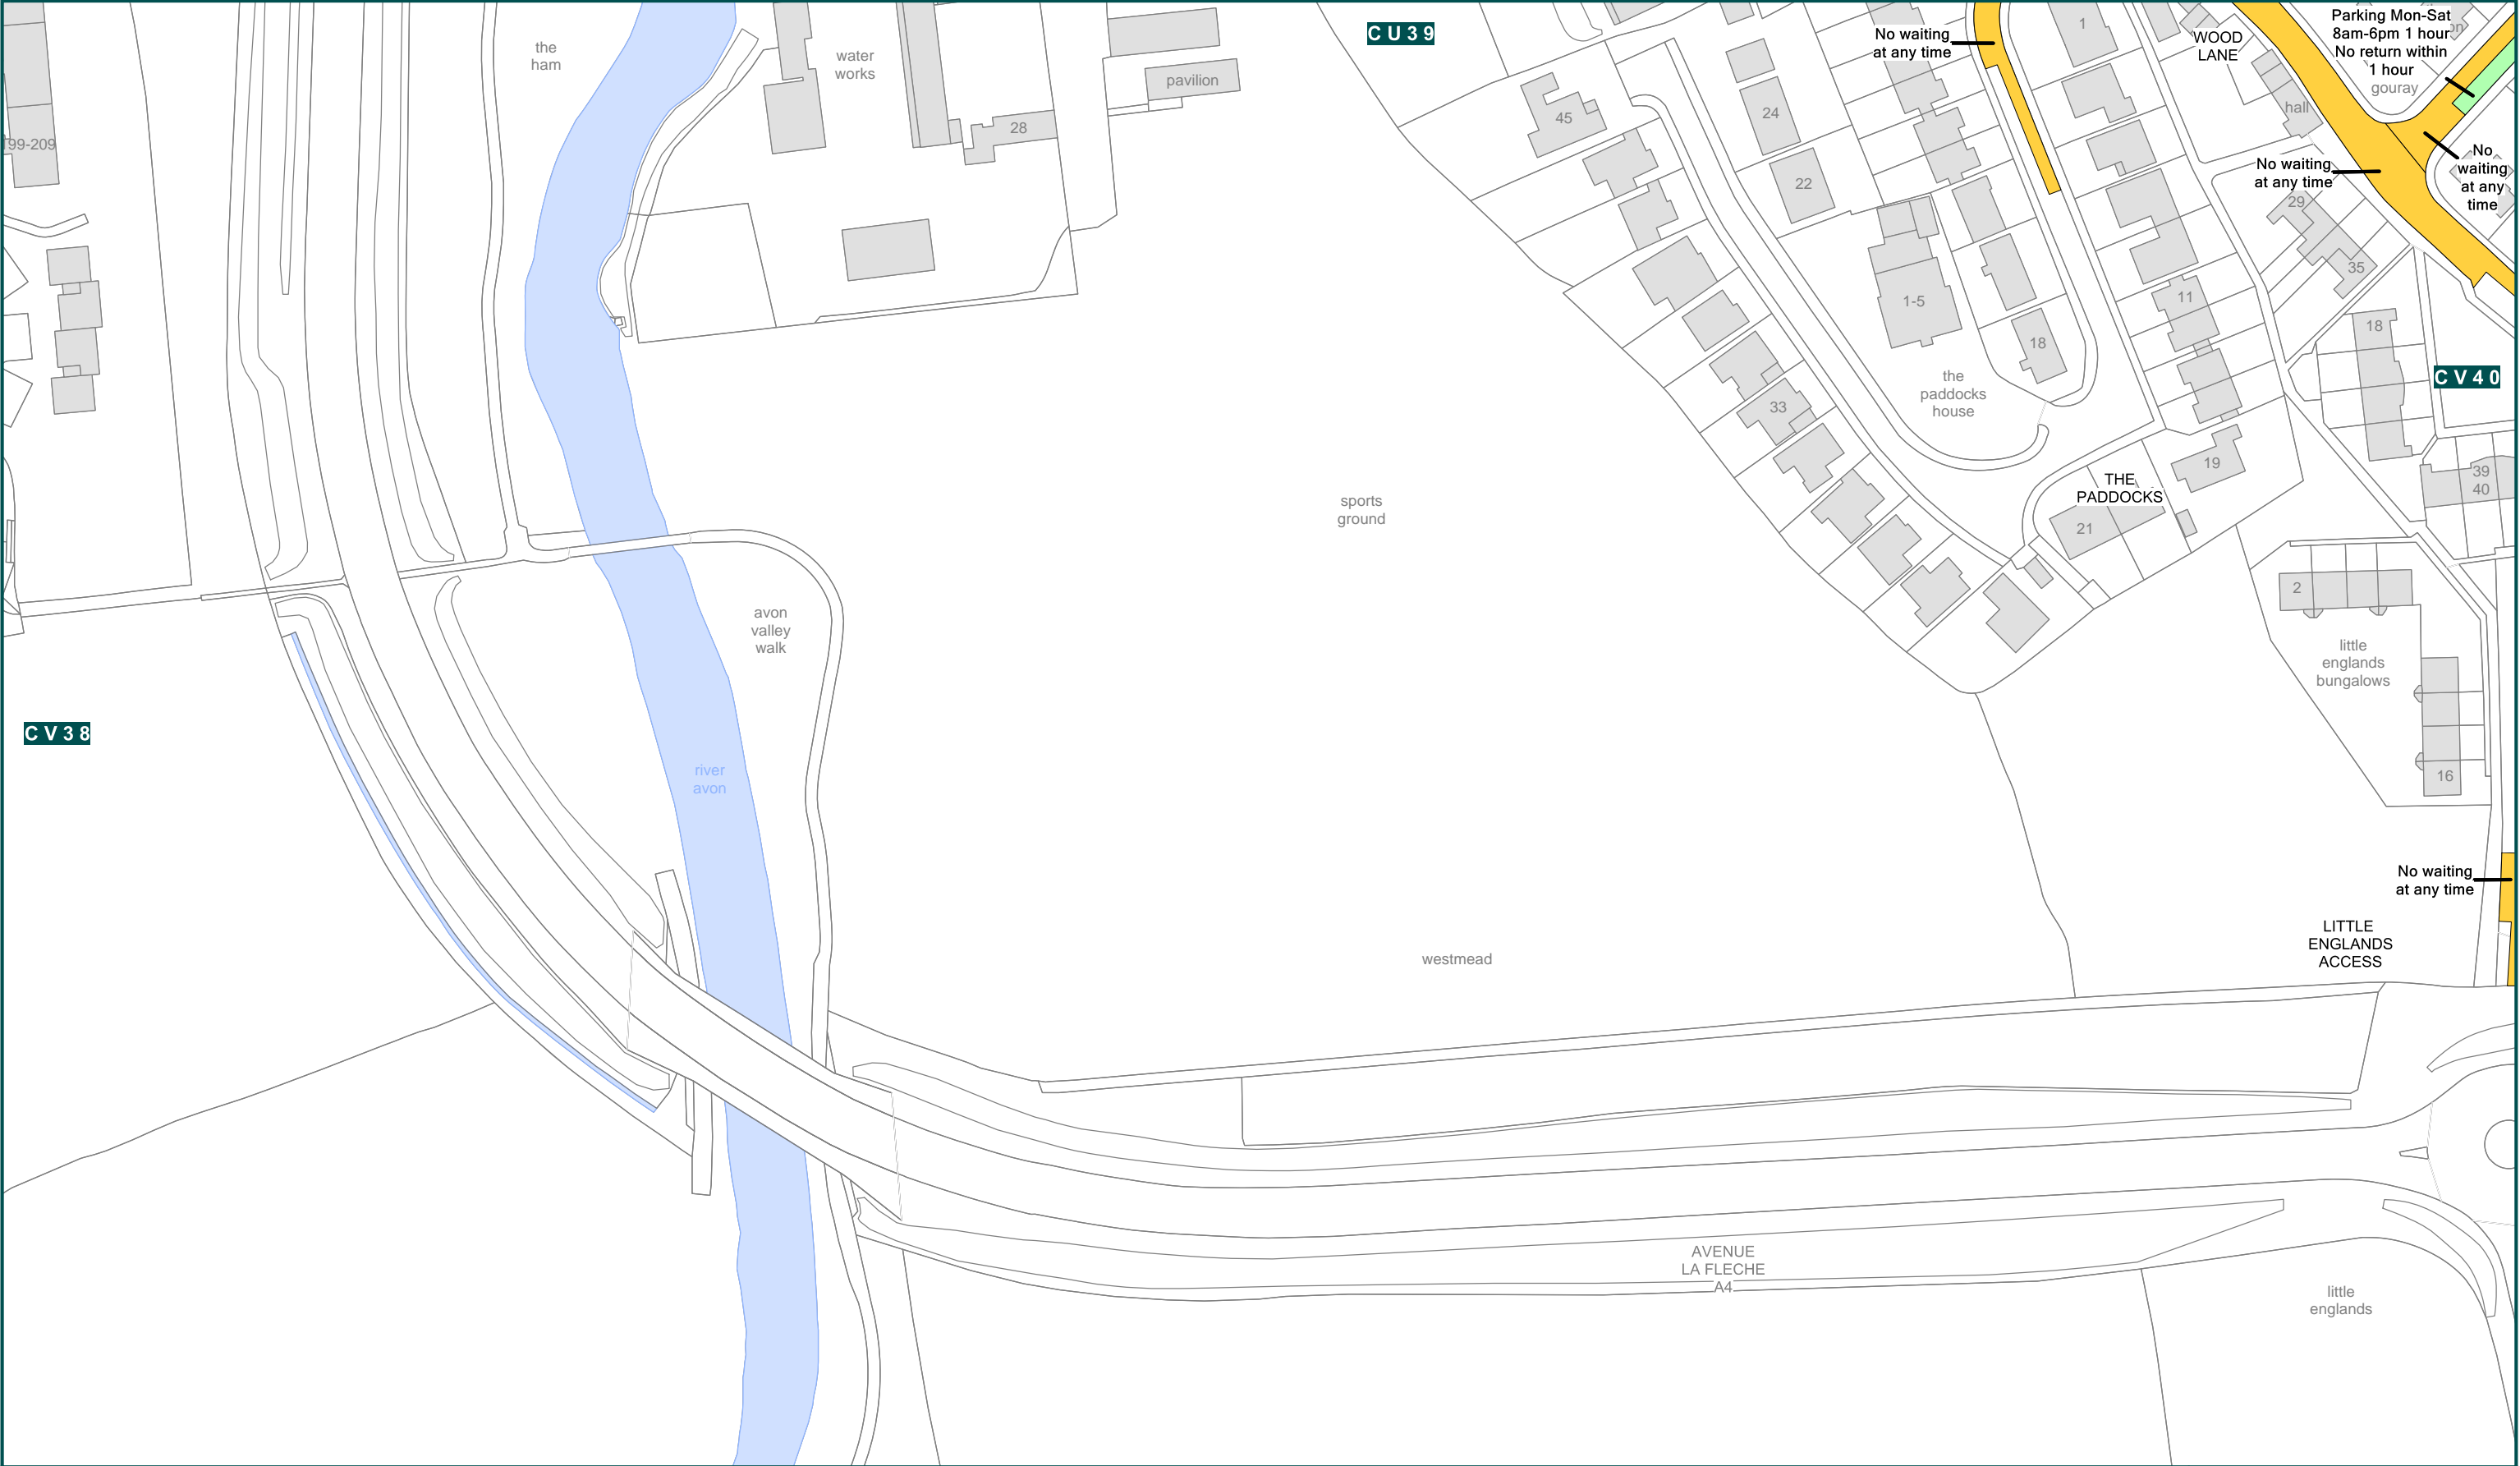 the
ham
water
works
pavilion
28
199-209
CU39
45
24
22
No waiting
at any time
1
WOOD
LANE
Parking Mon-Sat
8am-6pm 1 hour
No return within
1 hour
gouray
hall
No waiting
at any time
No
waiting
at any
time
29
35
11
1-5
18
18
CV40
the
paddocks
house
33
19
THE
PADDOCKS
21
39
40
sports
ground
2
avon
valley
walk
little
englands
bungalows
CV38
river
avon
16
No waiting
at any time
LITTLE
ENGLANDS
ACCESS
westmead
AVENUE
LA FLECHE
A4
little
englands